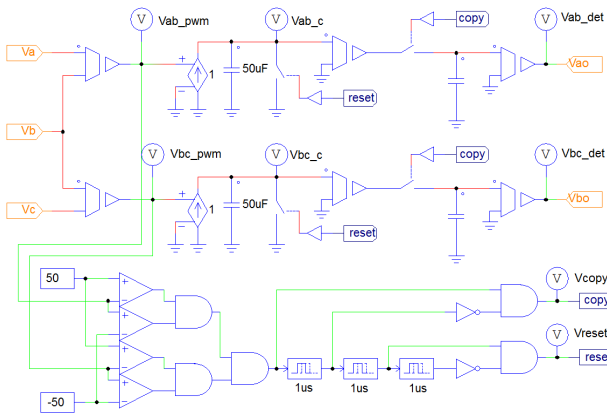 Vab_pwm
Vab_c
copy
Vab_det
Va
+
-
1
50uF
reset
Vao
Vb
Vbc_pwm
Vbc_c
copy
Vbc_det
Vc
+
-
1
50uF
reset
Vbo
50
Vcopy
copy
Vreset
rese
-50
1us
1us
1us
V
V
V
V
V
V
V
V
+
-
+
-
+
-
+
-